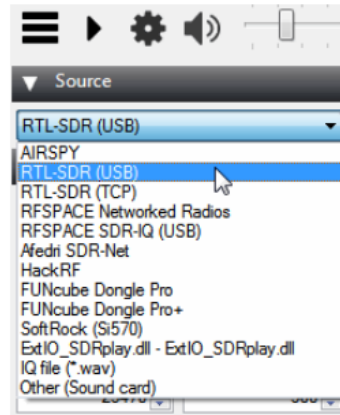 Source
RTL-SDR (USB)
AIRSPY
RTL-SDR (USB)
RTL-SDR (TCP)
RFSPACE Networked Radios
RFSPACE SDR-IQ (USB)
Afedri SDR-Net
HackRF
FUNcube Dongle Pro
FUNcube Dongle Pro+
SoftRock (Si570)
ExtIO_SDRplay.dll - ExtIO_SDRplay.dll
IQ file (*.wav)
Other (Sound card)